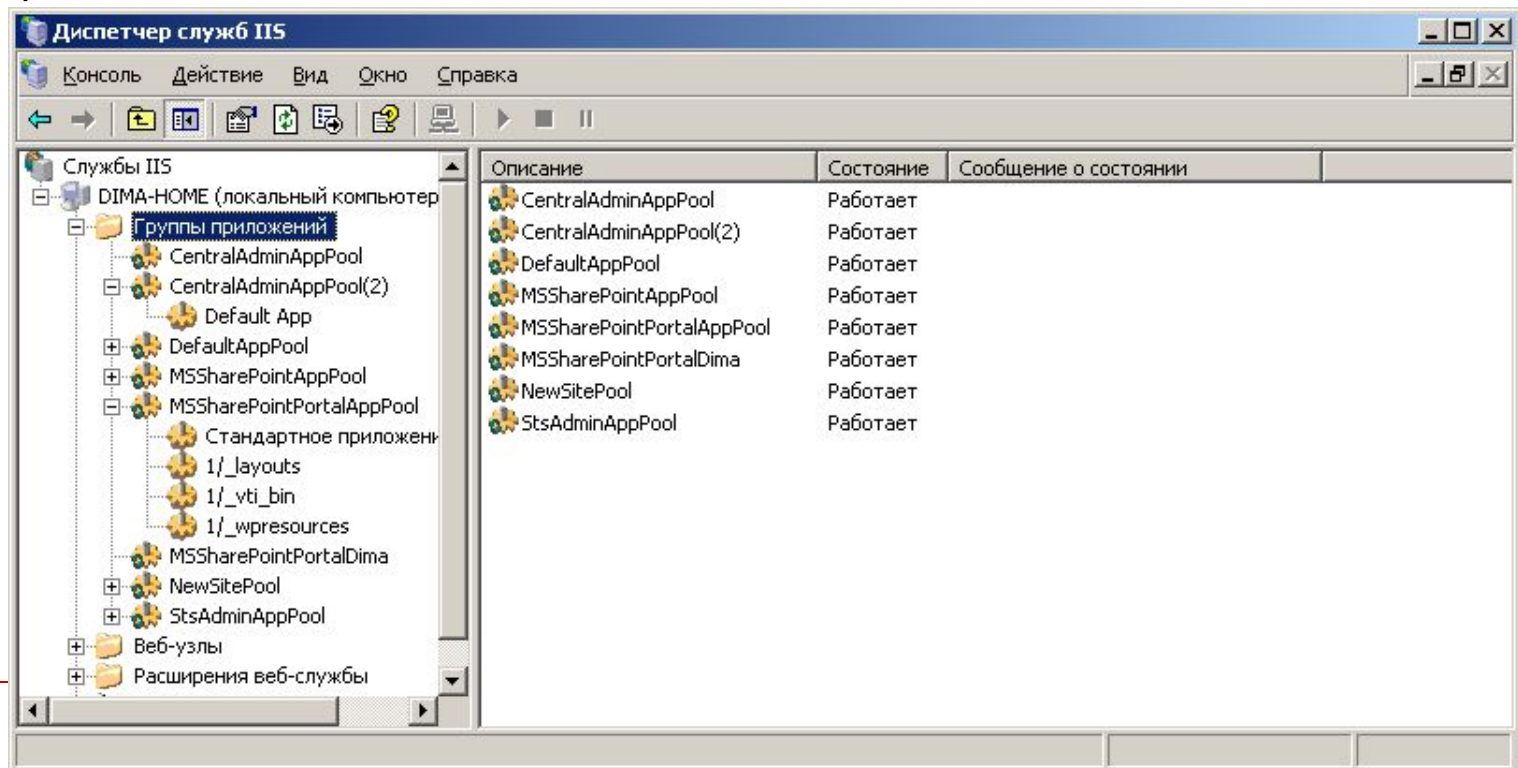 Диспетчер служб IIS
Консоль Действие Вид Окно Справка
Службы IIS
DIMA-HOME (локальный компьютер
Группы приложений
CentralAdminAppPool
CentralAdminAppPool(2)
Default App
DefaultAppPool
MSSharePointAppPool
MSSharePointPortalAppPool
Стандартное приложени
1/_layouts
1/_vti_bin
1/_wpresources
MSSharePointPortalDima
NewSitePool
StsAdminAppPool
Веб-узлы
Расширения веб-службы
Описание Состояние Сообщение о состоянии
CentralAdminAppPool Работает
CentralAdminAppPool(2) Работает
DefaultAppPool Работает
MSSharePointAppPool Работает
MSSharePointPortalAppPool Работает
MSSharePointPortalDima Работает
NewSitePool Работает
StsAdminAppPool Работает